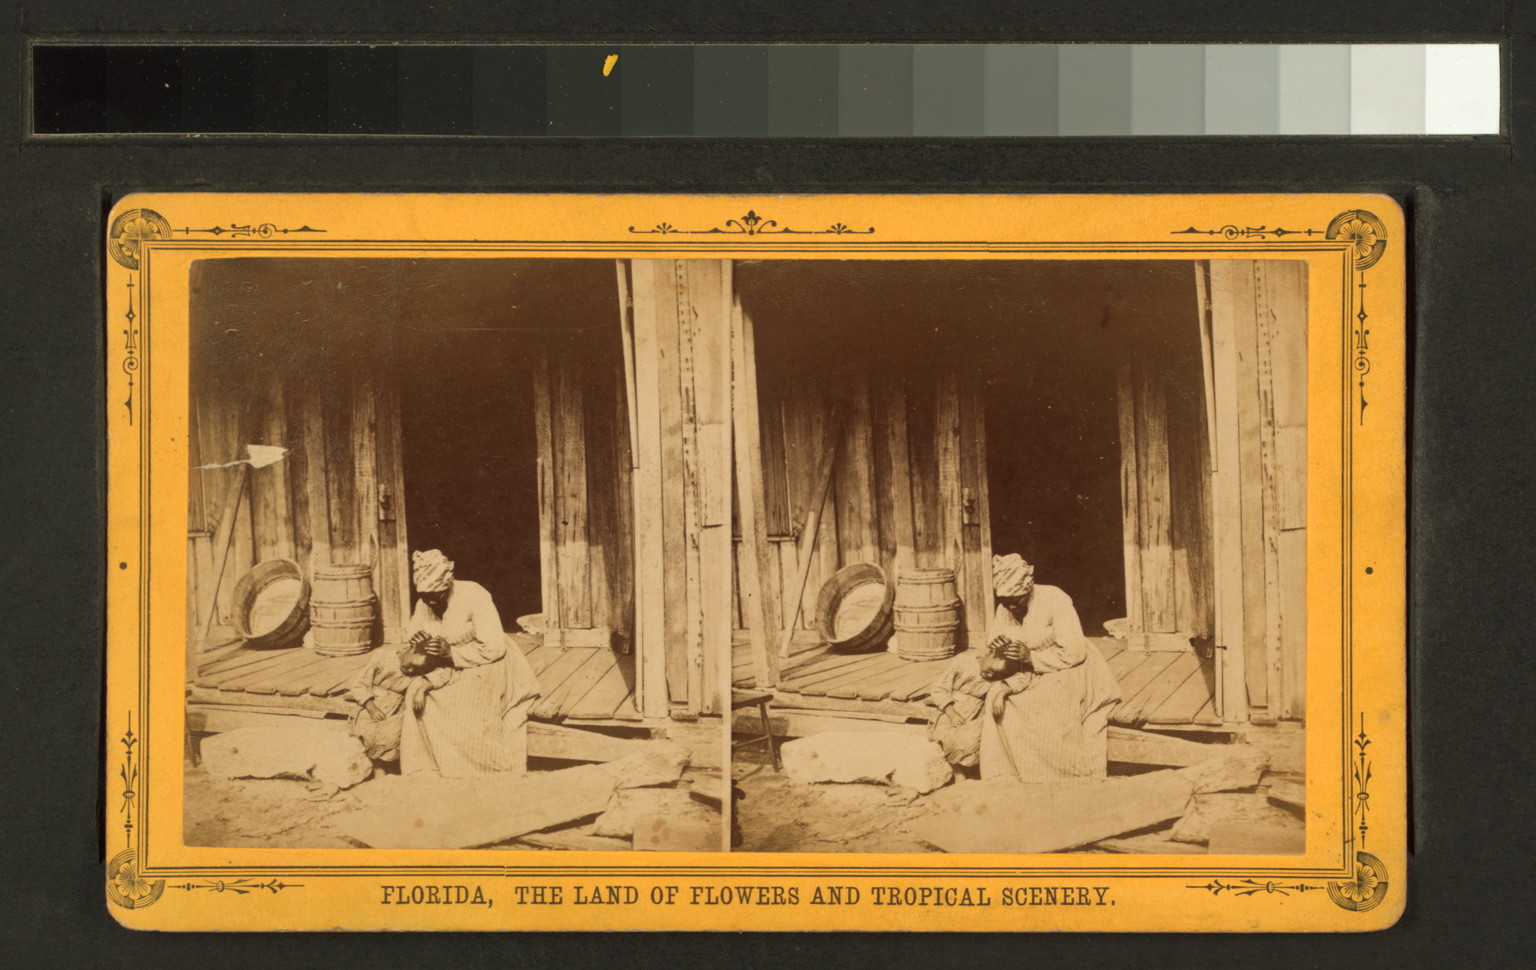 FLORIDA, THE LAND OF FLOWERS AND TROPICAL SCENERY.